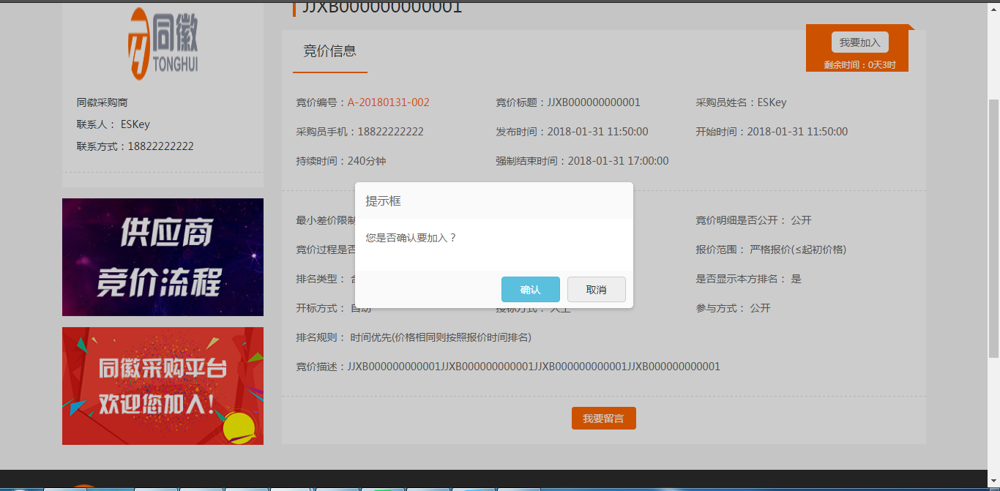 同徽
TONGHUI
同徽采购商
联系人： ESKey
联系方式：18822222222
供应商
竞价流程
同徽采购平台
欢迎您加入!
JJXB000000000001
竞价信息
我要加入
剩余时间：0天3时
竞价编号：A-20180131-002
竞价标题：JJXB000000000001
采购员姓名：ESKey
采购员手机：18822222222
发布时间：2018-01-31 11:50:00
开始时间：2018-01-31 11:50:00
持续时间：240分钟
强制结束时间：2018-01-31 17:00:00
提示框
您是否确认要加入？
确认
取消
最小差价限制
竞价明细是否公开： 公开
竞价过程是否
报价范围： 严格报价(≤起初价格)
排名类型：
是否显示本方排名： 是
开标方式： 自动
参与方式： 公开
排名规则： 时间优先(价格相同则按照报价时间排名)
竞价描述：JJXB000000000001JJXB000000000001JJXB000000000001JJXB000000000001
我要留言